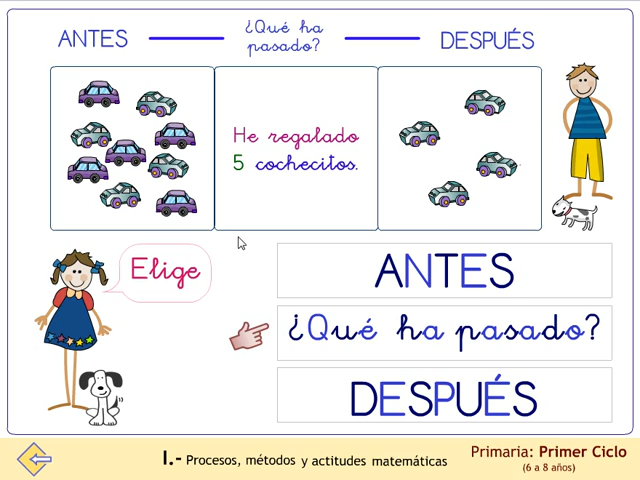 ANTES
¿Qué ha
pasado?
DESPUÉS
He regalado
5 cochecitos.
Elige
ANTES
¿Qué ha pasado?
DESPUÉS
I.- Procesos, métodos y actitudes matemáticas
Primaria: Primer Ciclo
(6 a 8 años)